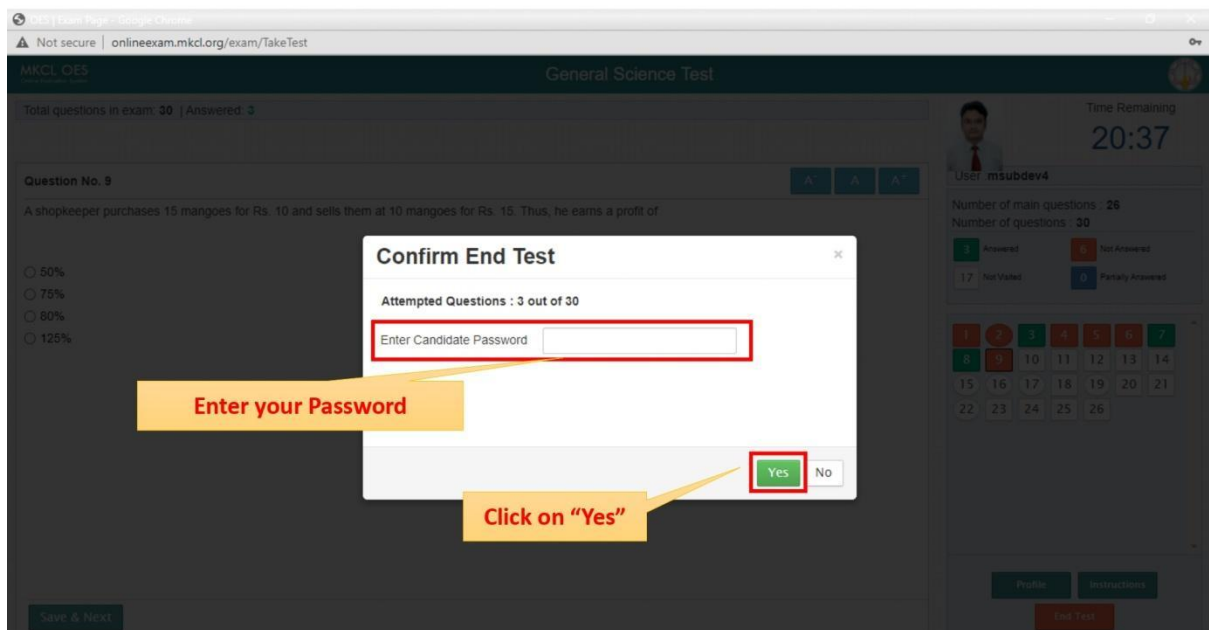 OES | Exam Page - Google Chrome
Not secure | onlineexam.mkcl.org/exam/TakeTest
MKCL OES
General Science Test
Total questions in exam: 30 | Answered: 3
Time Remaining
20:37
Question No. 9
A- A A+
User msubdev4
A shopkeeper purchases 15 mangoes for Rs. 10 and sells them at 10 mangoes for Rs. 15. Thus, he earns a profit of
50%
75%
80%
125%
Number of main questions : 26
Number of questions : 30
3 Answered 6 Not Answered
17 Not Visited 0 Partially Answered
Confirm End Test ×
Attempted Questions : 3 out of 30
Enter Candidate Password
Enter your Password
Yes No
Click on “Yes”
1 2 3 4 5 6 7
8 9 10 11 12 13 14
15 16 17 18 19 20 21
22 23 24 25 26
Profile Instructions
Save & Next
End Test